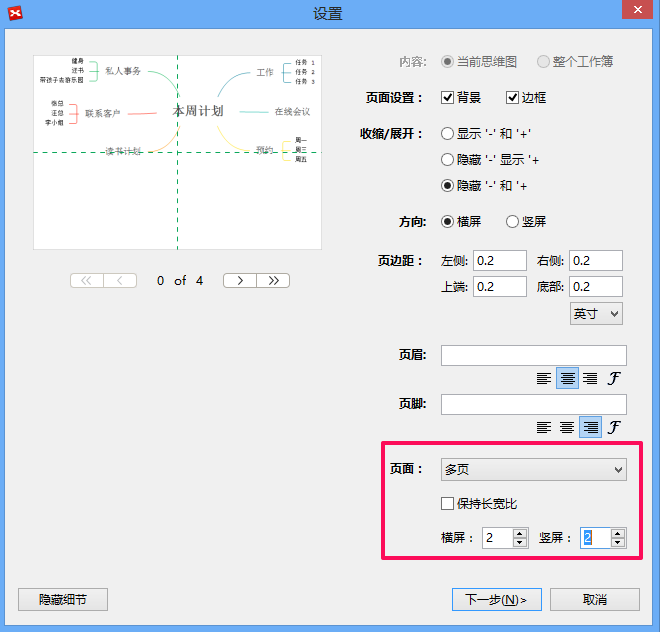 设置
健身
还书
带孩子去游乐园
私人事务
张总
汪总
李小姐
联系客户
读书计划
本周计划
工作
任务 1
任务 2
任务 3
在线会议
预约
周一
周三
周五
0 of 4
内容: 当前思维图 整个工作簿
页面设置： 背景 边框
收缩/展开： 显示 '-' 和 '+'
隐藏 '-' 显示 '+
隐藏 '-' 和 '+
方向: 横屏 竖屏
页边距： 左侧: 0.2 右侧: 0.2
上端: 0.2 底部: 0.2
英寸
页眉:
页脚:
页面： 多页
保持长宽比
横屏： 2 竖屏： 2
隐藏细节 下一步(N)> 取消